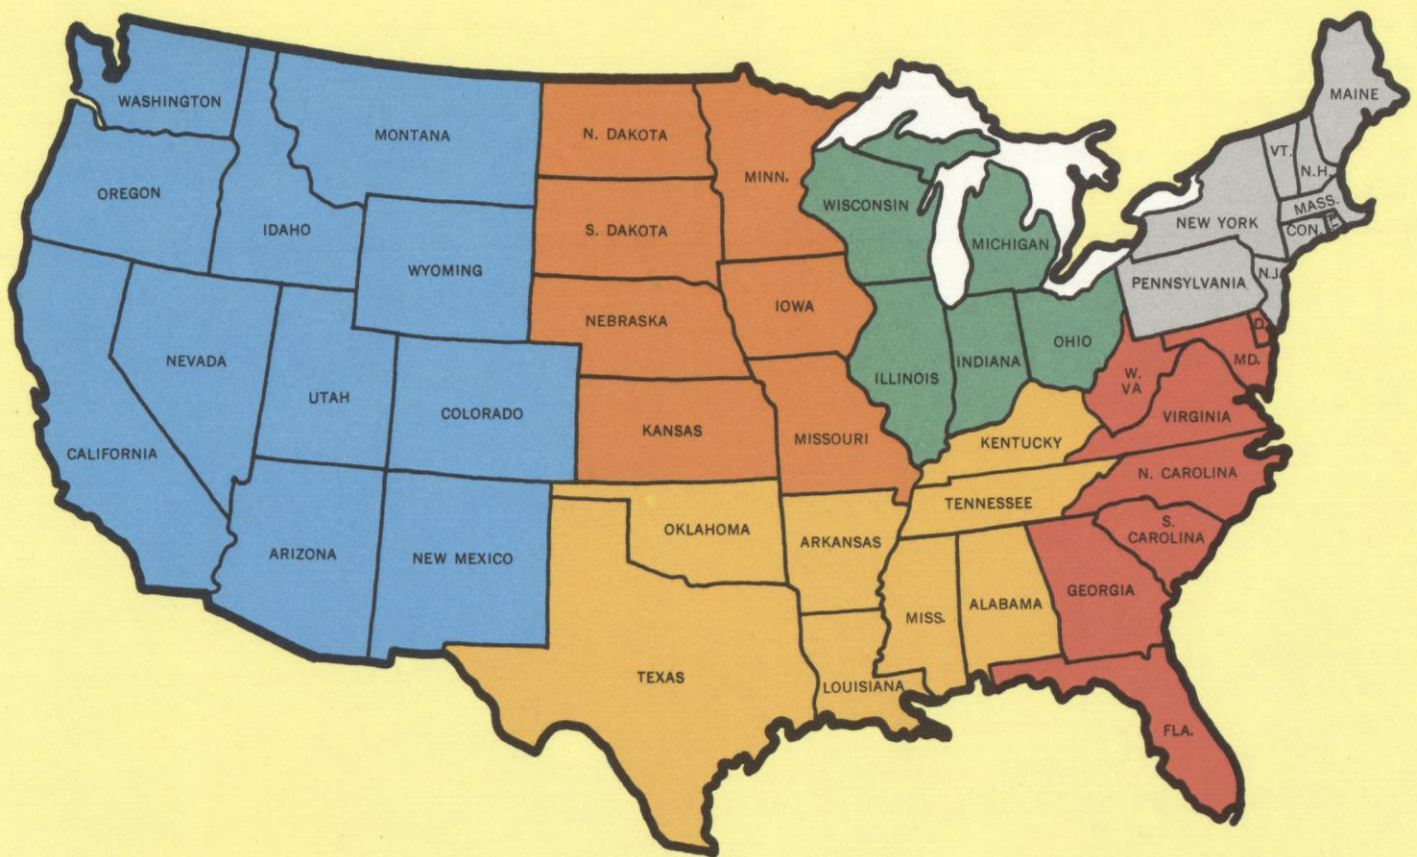 WASHINGTON
MONTANA
N. DAKOTA
MINN.
MAINE
VT.
N.H.
OREGON
IDAHO
S. DAKOTA
WISCONSIN
MICHIGAN
NEW YORK
MASS.
CON.
WYOMING
NEBRASKA
IOWA
PENNSYLVANIA
N.J.
NEVADA
UTAH
COLORADO
KANSAS
MISSOURI
ILLINOIS
INDIANA
OHIO
W.
VA
MD.
D.
VIRGINIA
CALIFORNIA
KENTUCKY
N. CAROLINA
TENNESSEE
S.
CAROLINA
ARIZONA
NEW MEXICO
OKLAHOMA
ARKANSAS
MISS.
ALABAMA
GEORGIA
TEXAS
LOUISIANA
FLA.